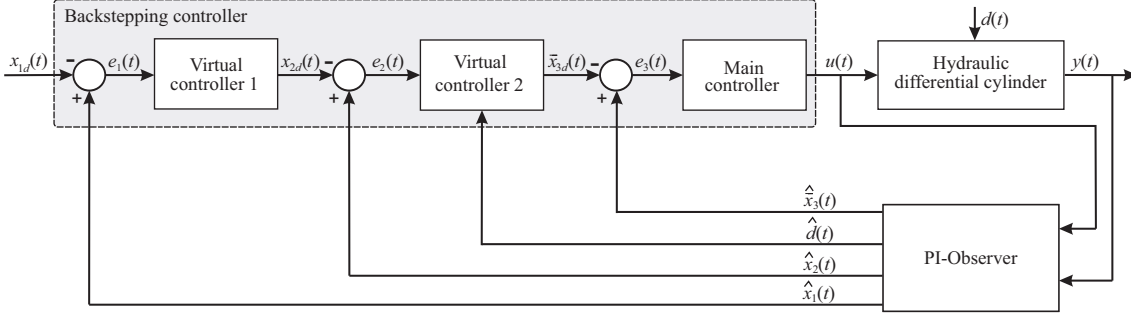 Backstepping controller
d(t)
x₁d(t)
-
+
e₁(t)
Virtual
controller 1
x₂d(t)
-
+
e₂(t)
Virtual
controller 2
x̄₃d(t)
-
+
e₃(t)
Main
controller
u(t)
Hydraulic
differential cylinder
y(t)
x̄̂₃(t)
d̂(t)
x̂₂(t)
x̂₁(t)
PI-Observer